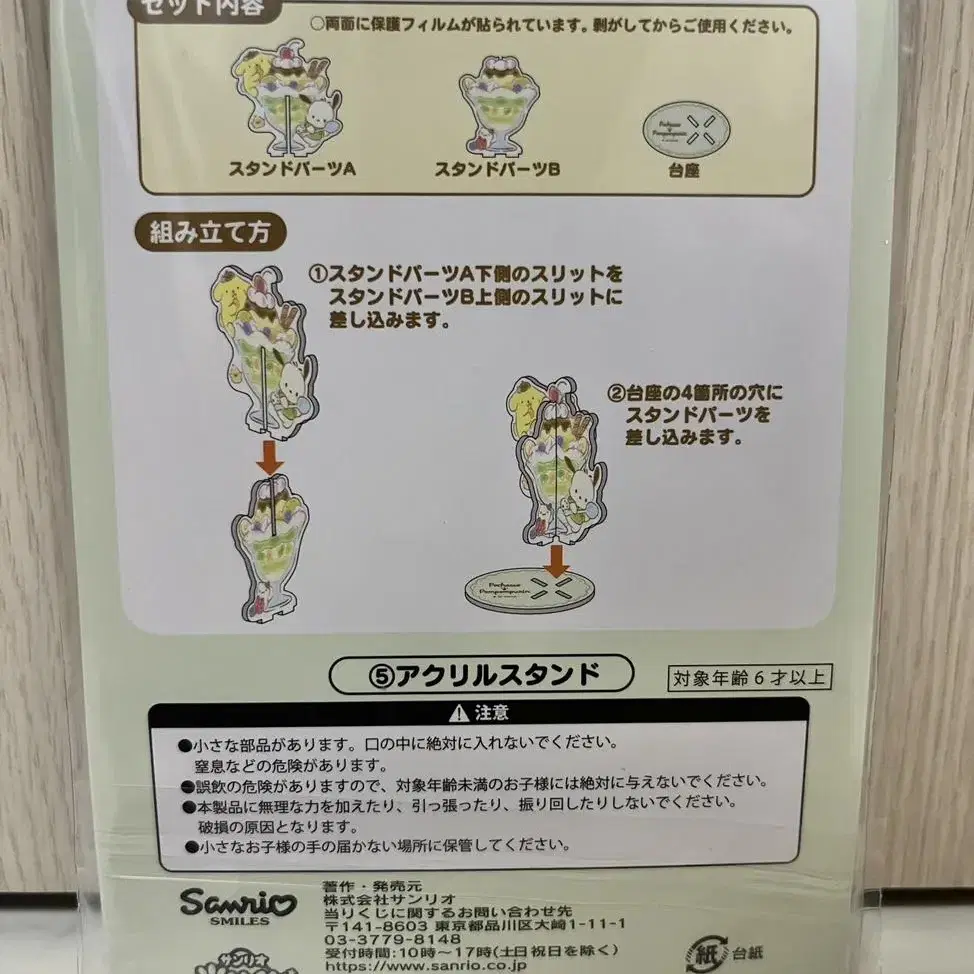 セット内容
○両面に保護フィルムが貼られています。剥がしてからご使用ください。
スタンドパーツA
スタンドパーツB
Pochacco
Pompompurin
台座
組み立て方
①スタンドパーツA下側のスリットを
スタンドパーツB上側のスリットに
差し込みます。
②台座の4箇所の穴に
スタンドパーツを
差し込みます。
Pochacco
Pompompurin
⑤アクリルスタンド
対象年齢6才以上
⚠注意
●小さな部品があります。口の中に絶対に入れないでください。
窒息などの危険があります。
●誤飲の危険がありますので、対象年齢未満のお子様には絶対に与えないでください。
●本製品に無理な力を加えたり、引っ張ったり、振り回したりしないでください。
破損の原因となります。
●小さなお子様の手の届かない場所に保管してください。
Sanrio
SMILES
著作・発売元
株式会社サンリオ
当りくじに関するお問い合わせ先
〒141-8603 東京都品川区大崎1-11-1
03-3779-8148
受付時間:10時〜17時(土日祝日を除く)
https://www.sanrio.co.jp
サンリオ
紙
台紙